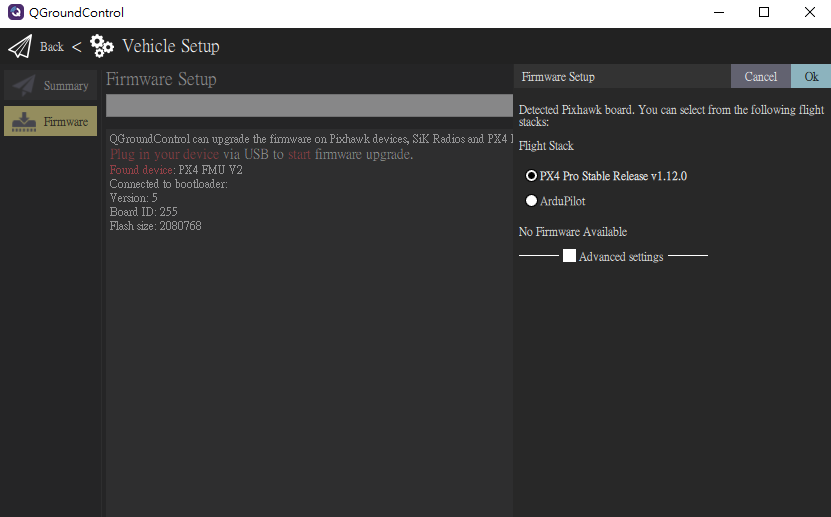 QGroundControl
Back < Vehicle Setup
Summary
Firmware
Firmware Setup
QGroundControl can upgrade the firmware on Pixhawk devices, SiK Radios and PX4
Plug in your device via USB to start firmware upgrade.
Found device: PX4 FMU V2
Connected to bootloader:
Version: 5
Board ID: 255
Flash size: 2080768
Firmware Setup
Cancel
Ok
Detected Pixhawk board. You can select from the following flight
stacks:
Flight Stack
PX4 Pro Stable Release v1.12.0
ArduPilot
No Firmware Available
Advanced settings